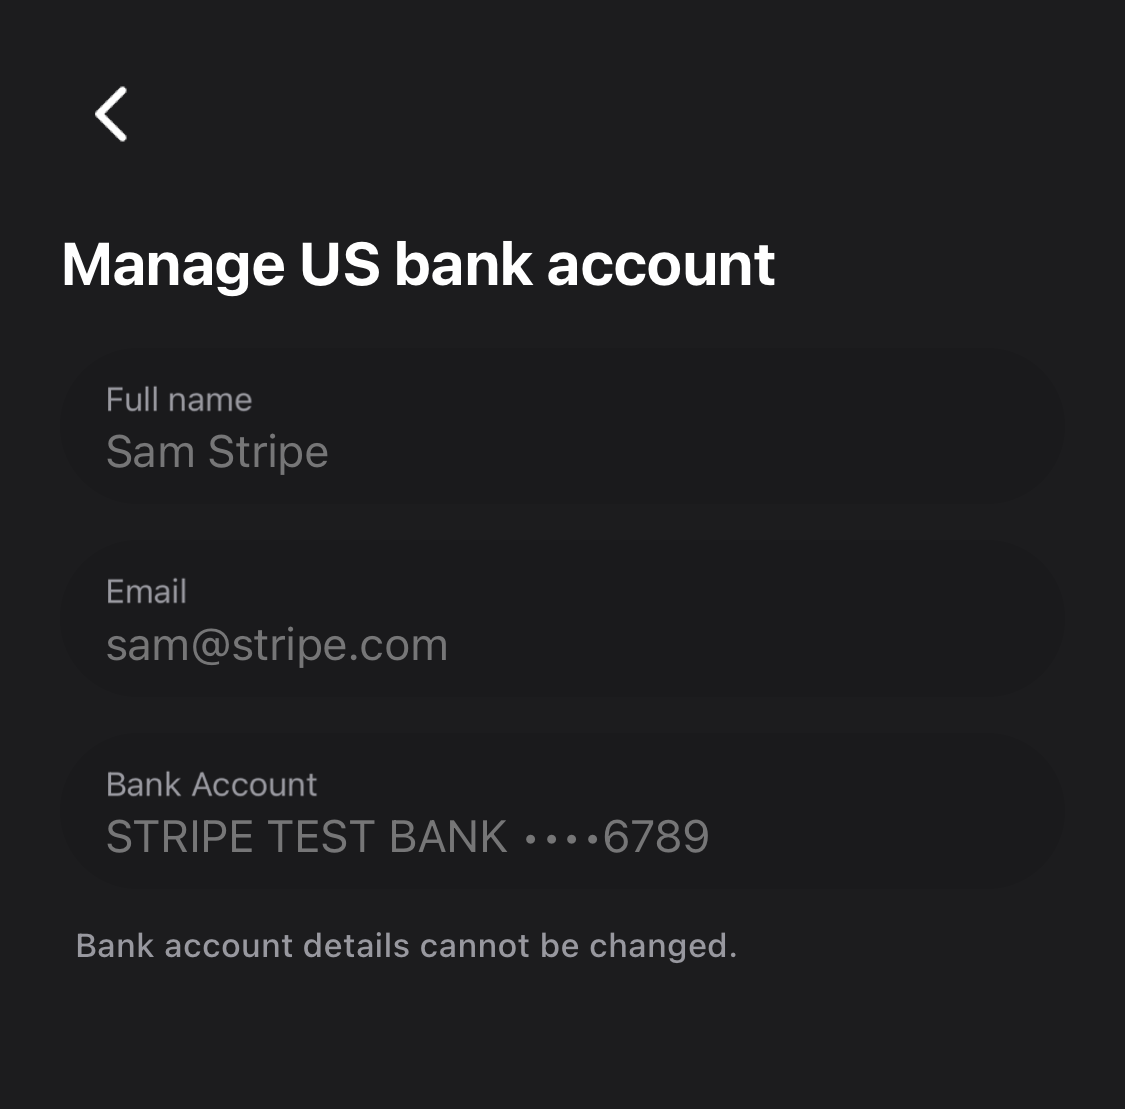 Manage US bank account
Full name
Sam Stripe
Email
sam@stripe.com
Bank Account
STRIPE TEST BANK ••••6789
Bank account details cannot be changed.